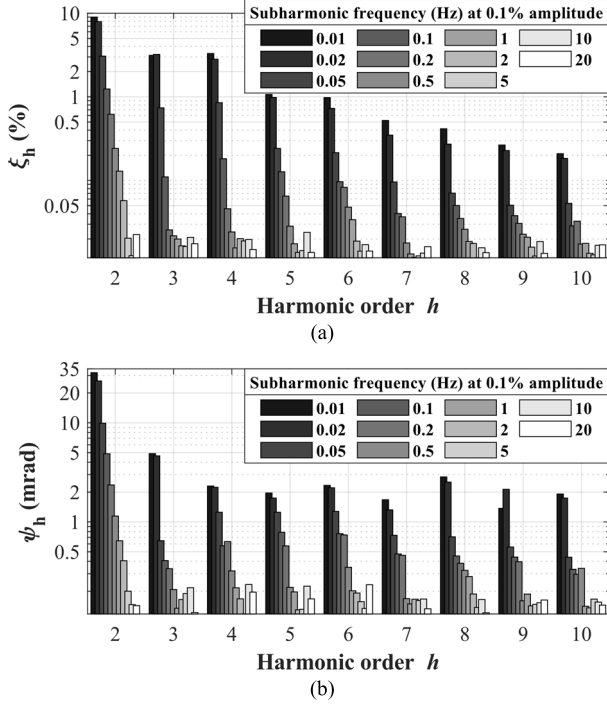 (a)
Subharmonic frequency (Hz) at 0.1% amplitude
0.01 0.1 1 10
0.02 0.2 2 20
0.05 0.5 5
10
5
1
0.5
0.05
ξh (%)
2 3 4 5 6 7 8 9 10
Harmonic order h
(a)
(b)
Subharmonic frequency (Hz) at 0.1% amplitude
0.01 0.1 1 10
0.02 0.2 2 20
0.05 0.5 5
35
20
10
5
2
1
0.5
ψh (mrad)
2 3 4 5 6 7 8 9 10
Harmonic order h
(b)